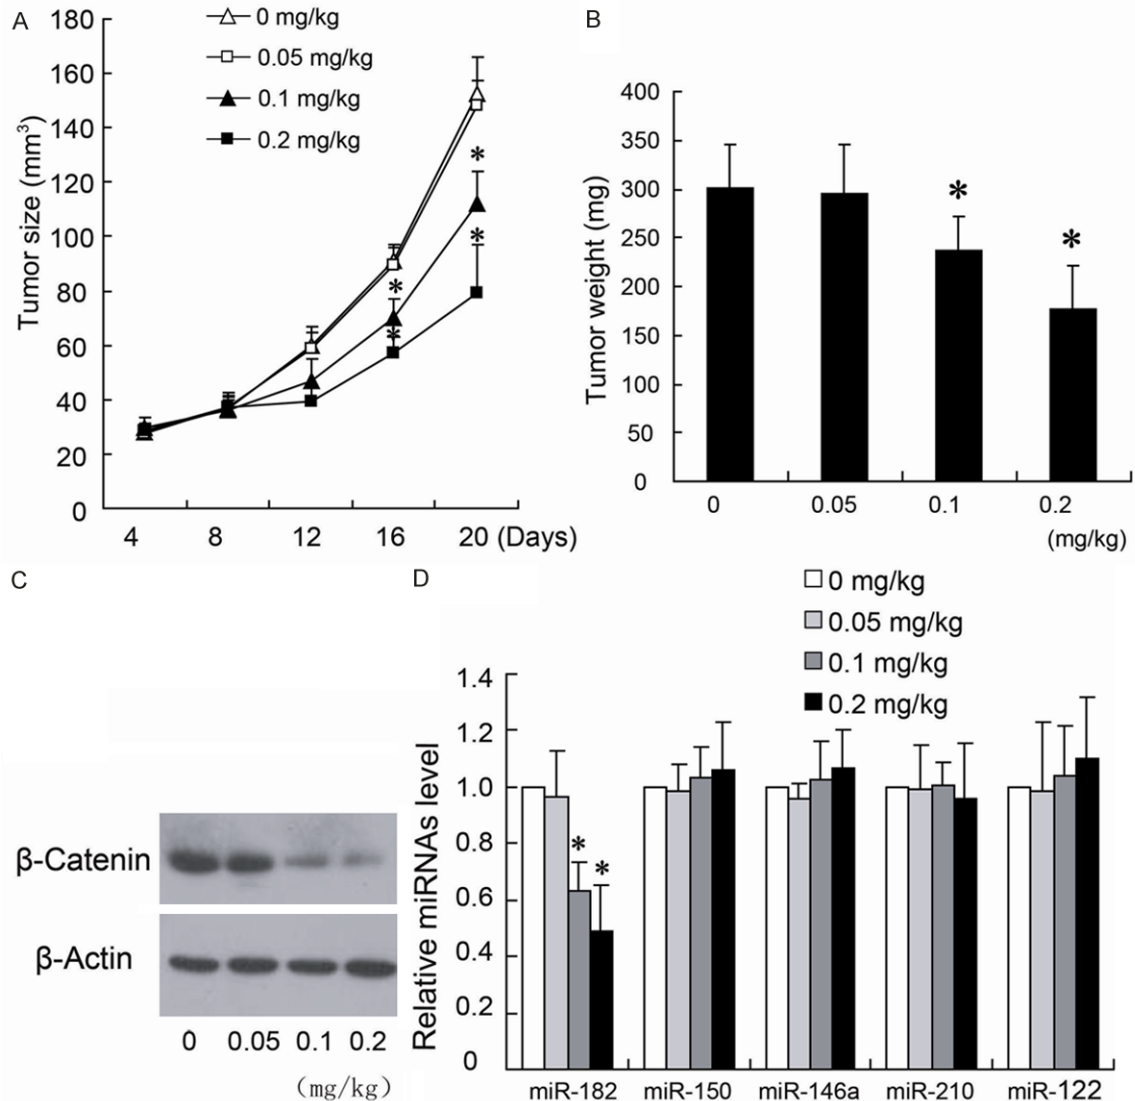 A
180
160
140
120
100
80
60
40
20
0
Tumor size (mm³)
0 mg/kg
0.05 mg/kg
0.1 mg/kg
0.2 mg/kg
*
*
*
*
4 8 12 16 20 (Days)
B
400
350
300
250
200
150
100
50
0
Tumor weight (mg)
*
*
0 0.05 0.1 0.2
(mg/kg)
C
β-Catenin
β-Actin
0 0.05 0.1 0.2
(mg/kg)
D
0 mg/kg
0.05 mg/kg
0.1 mg/kg
0.2 mg/kg
1.4
1.2
1.0
0.8
0.6
0.4
0.2
0
Relative miRNAs level
*
*
miR-182 miR-150 miR-146a miR-210 miR-122